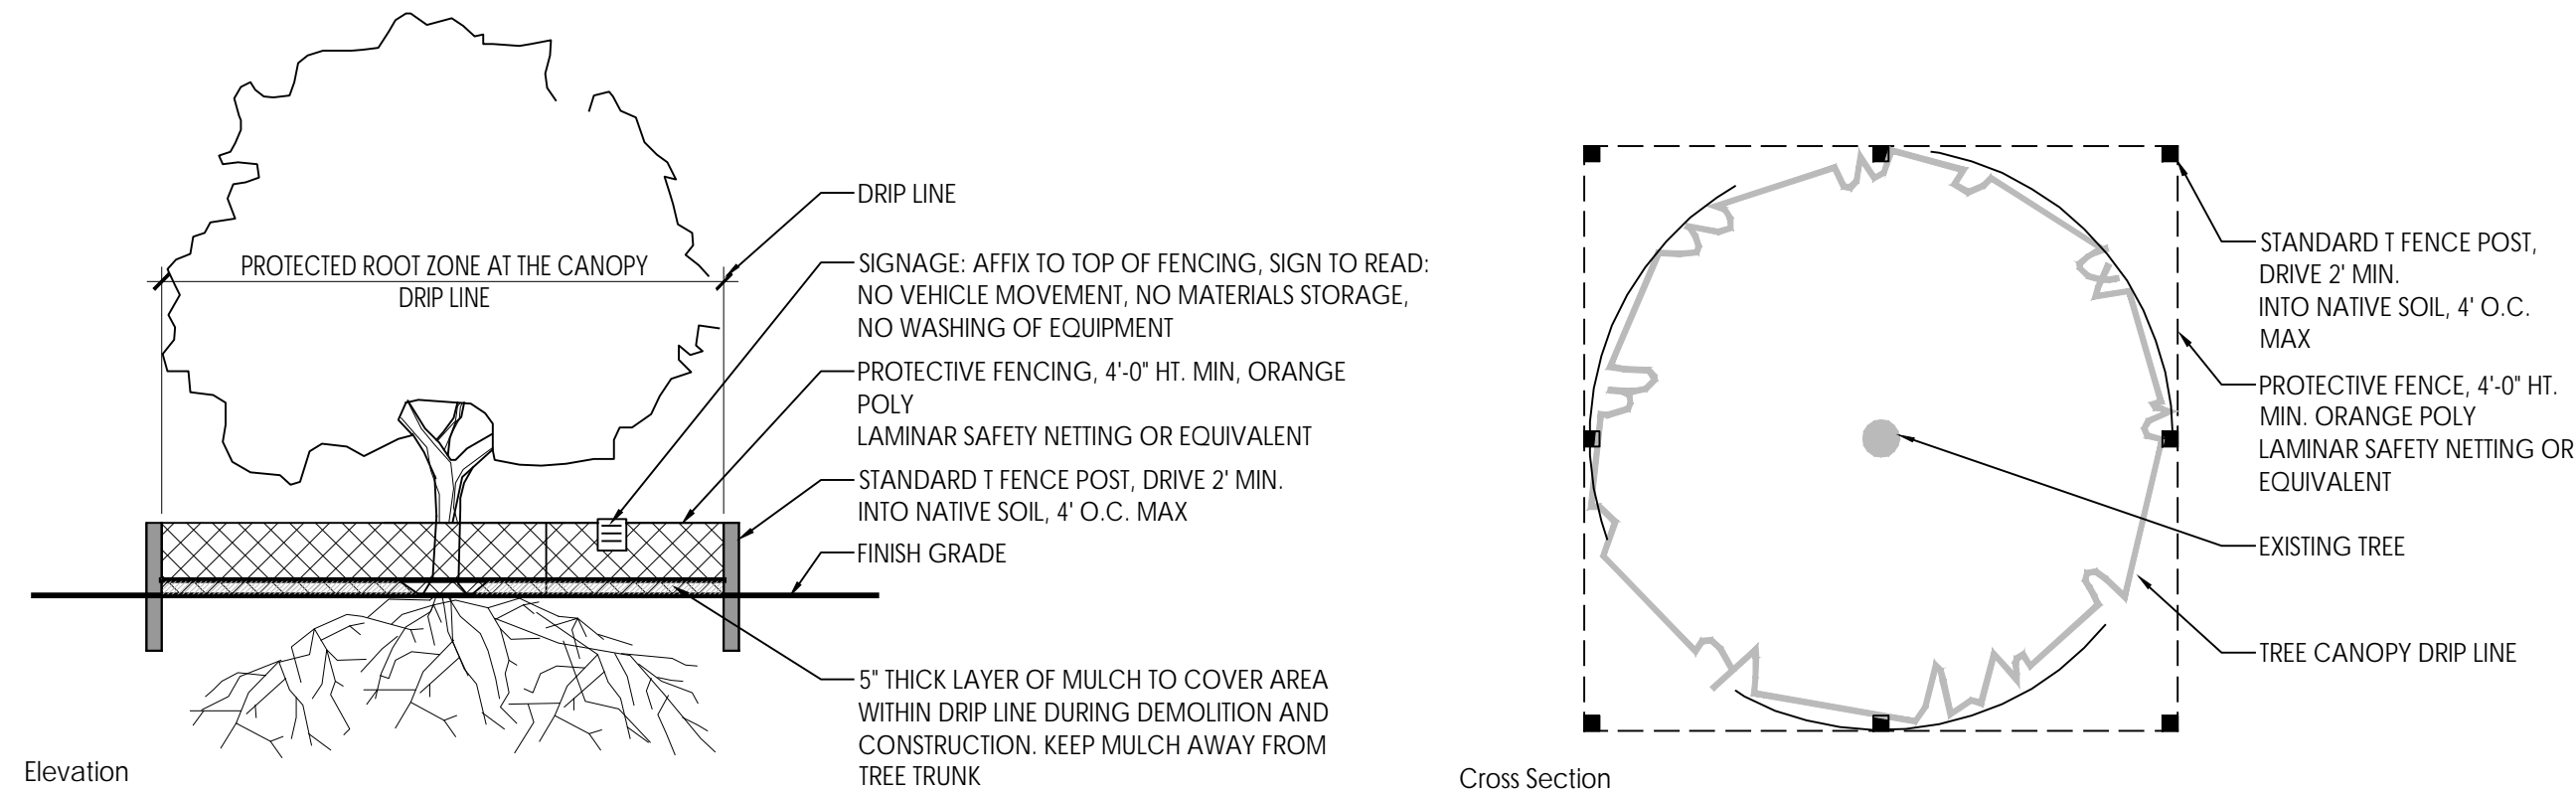 PROTECTED ROOT ZONE AT THE CANOPY
DRIP LINE
DRIP LINE
SIGNAGE: AFFIX TO TOP OF FENCING, SIGN TO READ:
NO VEHICLE MOVEMENT, NO MATERIALS STORAGE,
NO WASHING OF EQUIPMENT
PROTECTIVE FENCING, 4'-0" HT. MIN, ORANGE
POLY
LAMINAR SAFETY NETTING OR EQUIVALENT
STANDARD T FENCE POST, DRIVE 2' MIN.
INTO NATIVE SOIL, 4' O.C. MAX
FINISH GRADE
5" THICK LAYER OF MULCH TO COVER AREA
WITHIN DRIP LINE DURING DEMOLITION AND
CONSTRUCTION. KEEP MULCH AWAY FROM
TREE TRUNK
Elevation
STANDARD T FENCE POST,
DRIVE 2' MIN.
INTO NATIVE SOIL, 4' O.C.
MAX
PROTECTIVE FENCE, 4'-0" HT.
MIN. ORANGE POLY
LAMINAR SAFETY NETTING OR
EQUIVALENT
EXISTING TREE
TREE CANOPY DRIP LINE
Cross Section